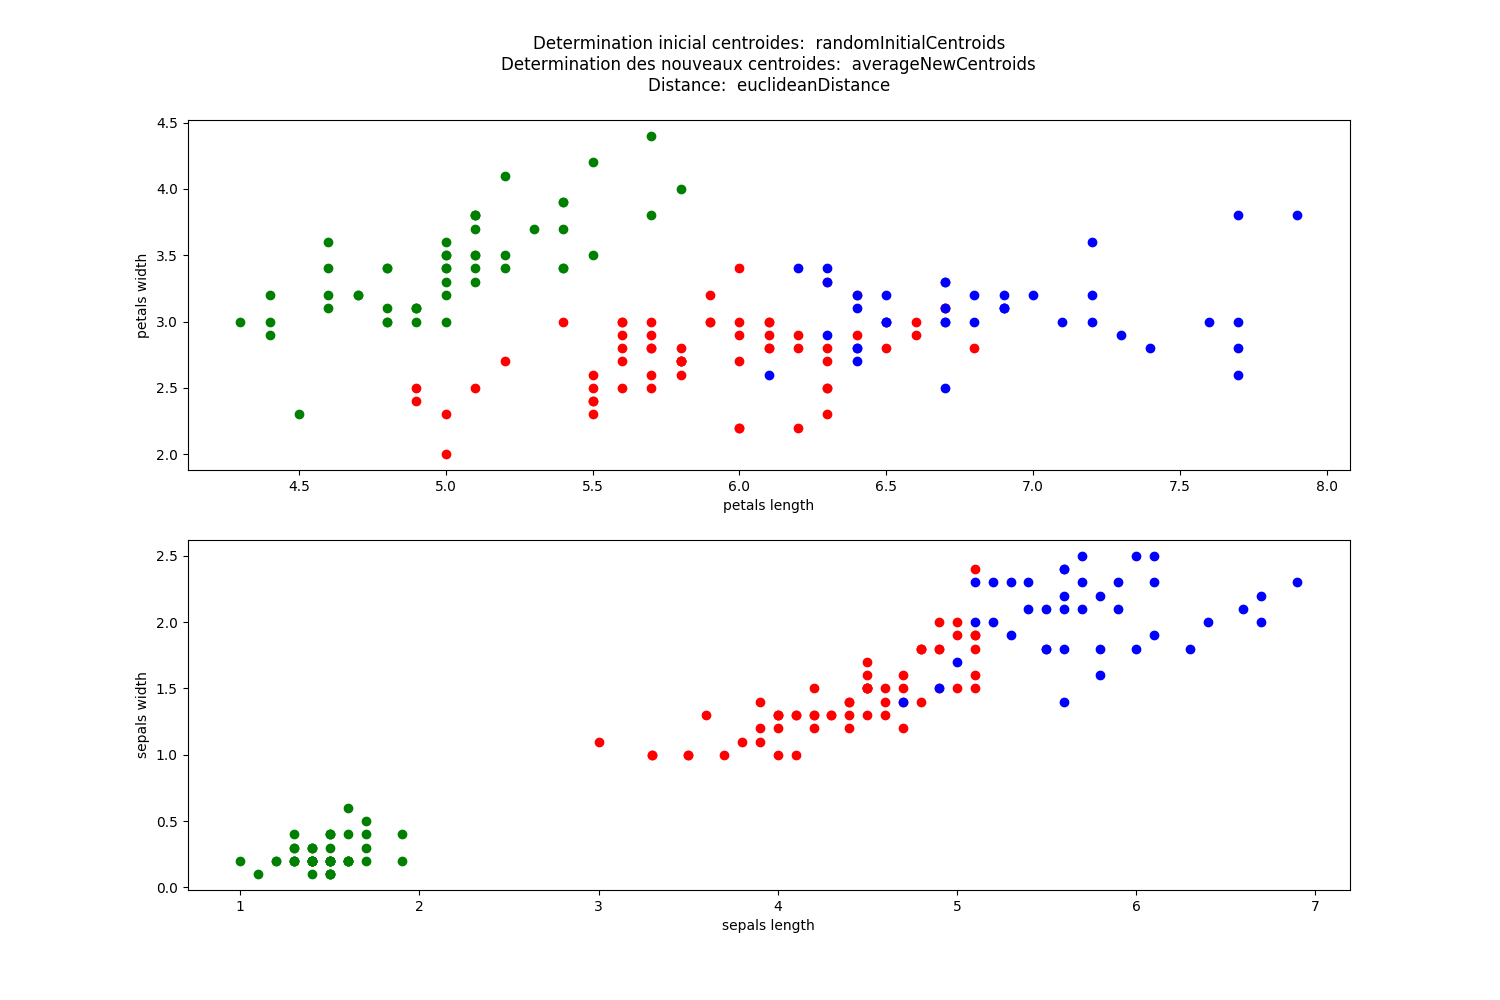 Determination inicial centroides:  randomInitialCentroids
Determination des nouveaux centroides:  averageNewCentroids
Distance:  euclideanDistance
4.5
4.0
3.5
3.0
2.5
2.0
petals width
4.5 5.0 5.5 6.0 6.5 7.0 7.5 8.0
petals length
2.5
2.0
1.5
1.0
0.5
0.0
sepals width
1 2 3 4 5 6 7
sepals length